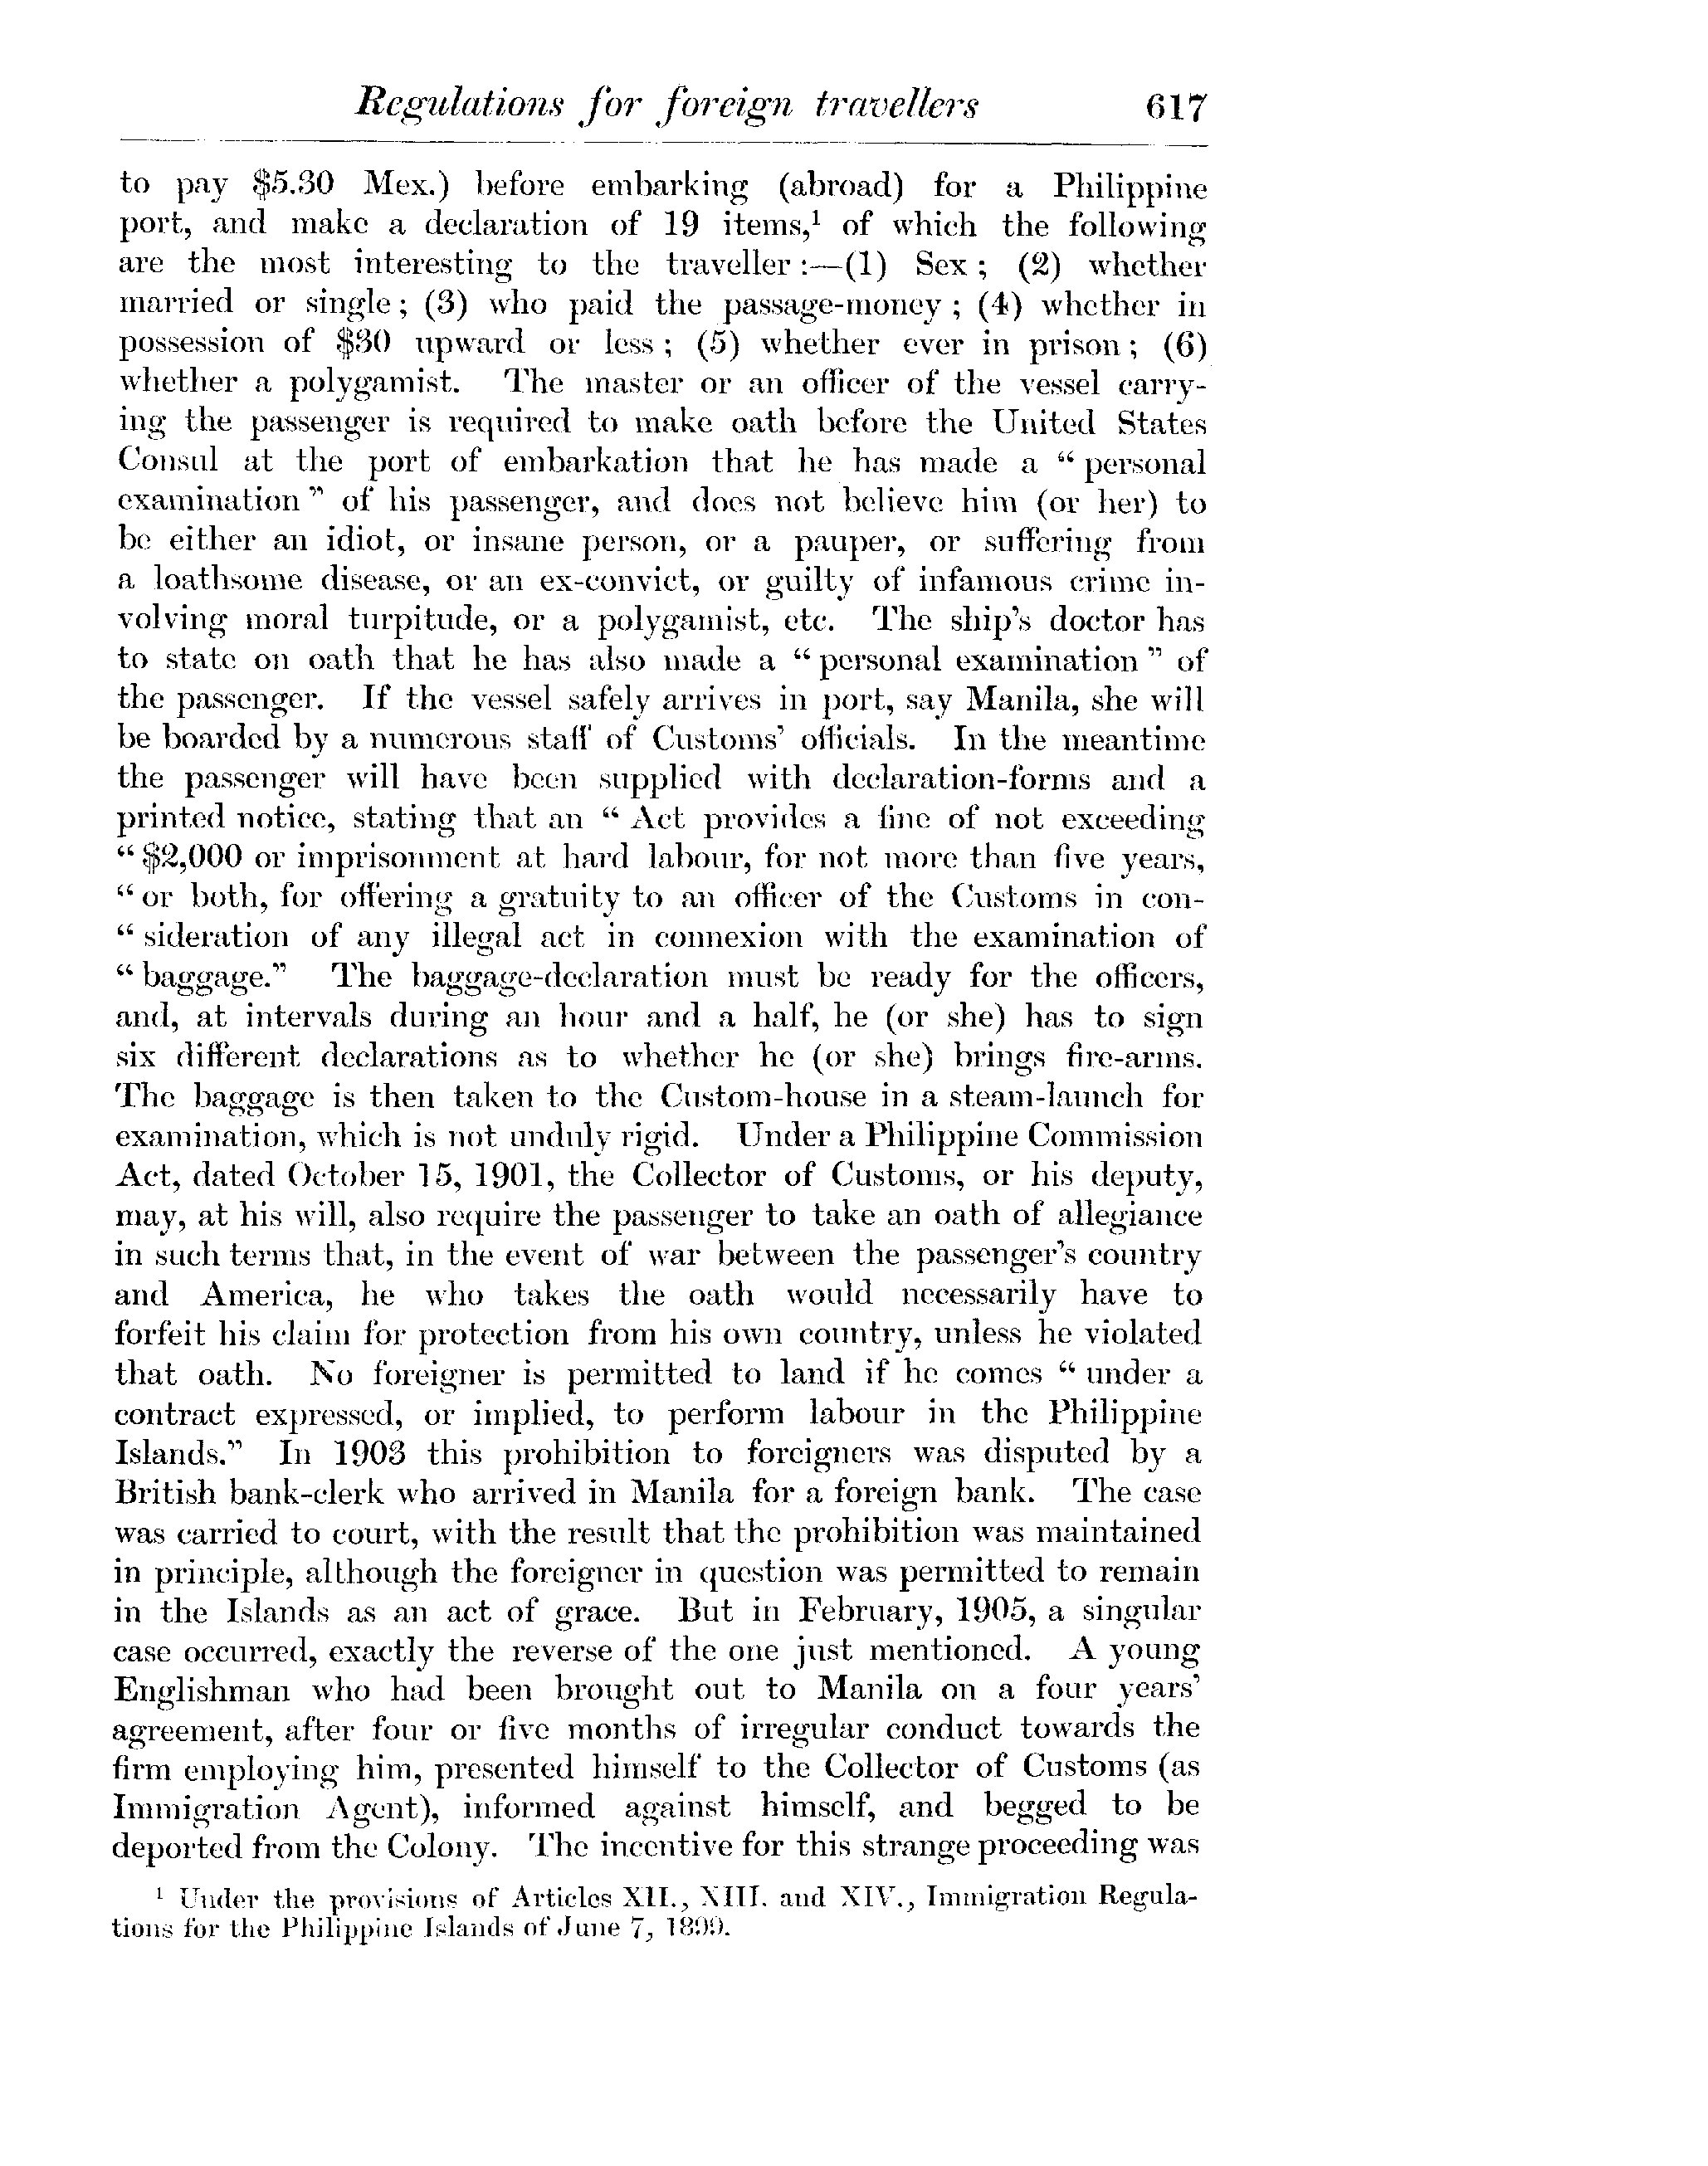 Regulations for foreign travellers 617
to pay $5.30 Mex.) before embarking (abroad) for a Philippine
port, and make a declaration of 19 items,¹ of which the following
are the most interesting to the traveller:—(1) Sex; (2) whether
married or single; (3) who paid the passage-money; (4) whether in
possession of $30 upward or less; (5) whether ever in prison; (6)
whether a polygamist. The master or an officer of the vessel carry-
ing the passenger is required to make oath before the United States
Consul at the port of embarkation that he has made a “ personal
examination ” of his passenger, and does not believe him (or her) to
be either an idiot, or insane person, or a pauper, or suffering from
a loathsome disease, or an ex-convict, or guilty of infamous crime in-
volving moral turpitude, or a polygamist, etc. The ship's doctor has
to state on oath that he has also made a “ personal examination ” of
the passenger. If the vessel safely arrives in port, say Manila, she will
be boarded by a numerous staff of Customs' officials. In the meantime
the passenger will have been supplied with declaration-forms and a
printed notice, stating that an “ Act provides a fine of not exceeding
“ $2,000 or imprisonment at hard labour, for not more than five years,
“ or both, for offering a gratuity to an officer of the Customs in con-
“ sideration of any illegal act in connexion with the examination of
“ baggage.” The baggage-declaration must be ready for the officers,
and, at intervals during an hour and a half, he (or she) has to sign
six different declarations as to whether he (or she) brings fire-arms.
The baggage is then taken to the Custom-house in a steam-launch for
examination, which is not unduly rigid. Under a Philippine Commission
Act, dated October 15, 1901, the Collector of Customs, or his deputy,
may, at his will, also require the passenger to take an oath of allegiance
in such terms that, in the event of war between the passenger's country
and America, he who takes the oath would necessarily have to
forfeit his claim for protection from his own country, unless he violated
that oath. No foreigner is permitted to land if he comes “ under a
contract expressed, or implied, to perform labour in the Philippine
Islands.” In 1903 this prohibition to foreigners was disputed by a
British bank-clerk who arrived in Manila for a foreign bank. The case
was carried to court, with the result that the prohibition was maintained
in principle, although the foreigner in question was permitted to remain
in the Islands as an act of grace. But in February, 1905, a singular
case occurred, exactly the reverse of the one just mentioned. A young
Englishman who had been brought out to Manila on a four years'
agreement, after four or five months of irregular conduct towards the
firm employing him, presented himself to the Collector of Customs (as
Immigration Agent), informed against himself, and begged to be
deported from the Colony. The incentive for this strange proceeding was
¹ Under the provisions of Articles XII., XIII. and XIV., Immigration Regula-
tions for the Philippine Islands of June 7, 1899.